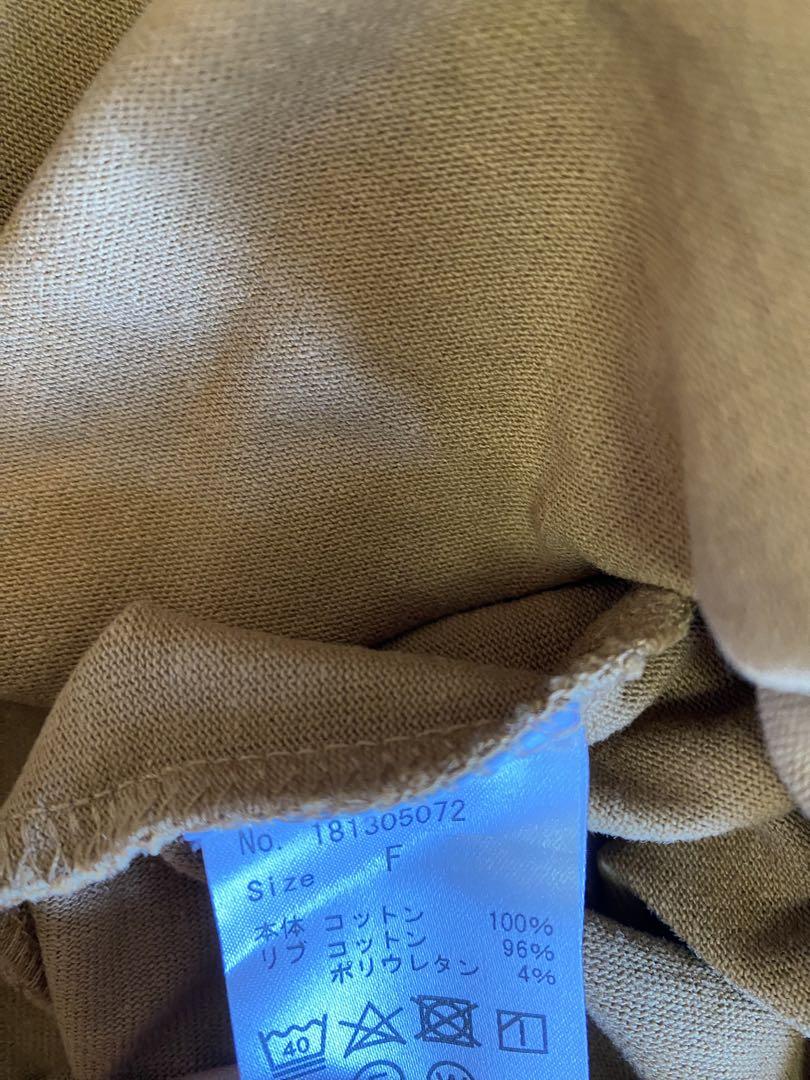 No. 181305072
Size F
本体 コットン 100%
リブ コットン 96%
ポリウレタン 4%
40